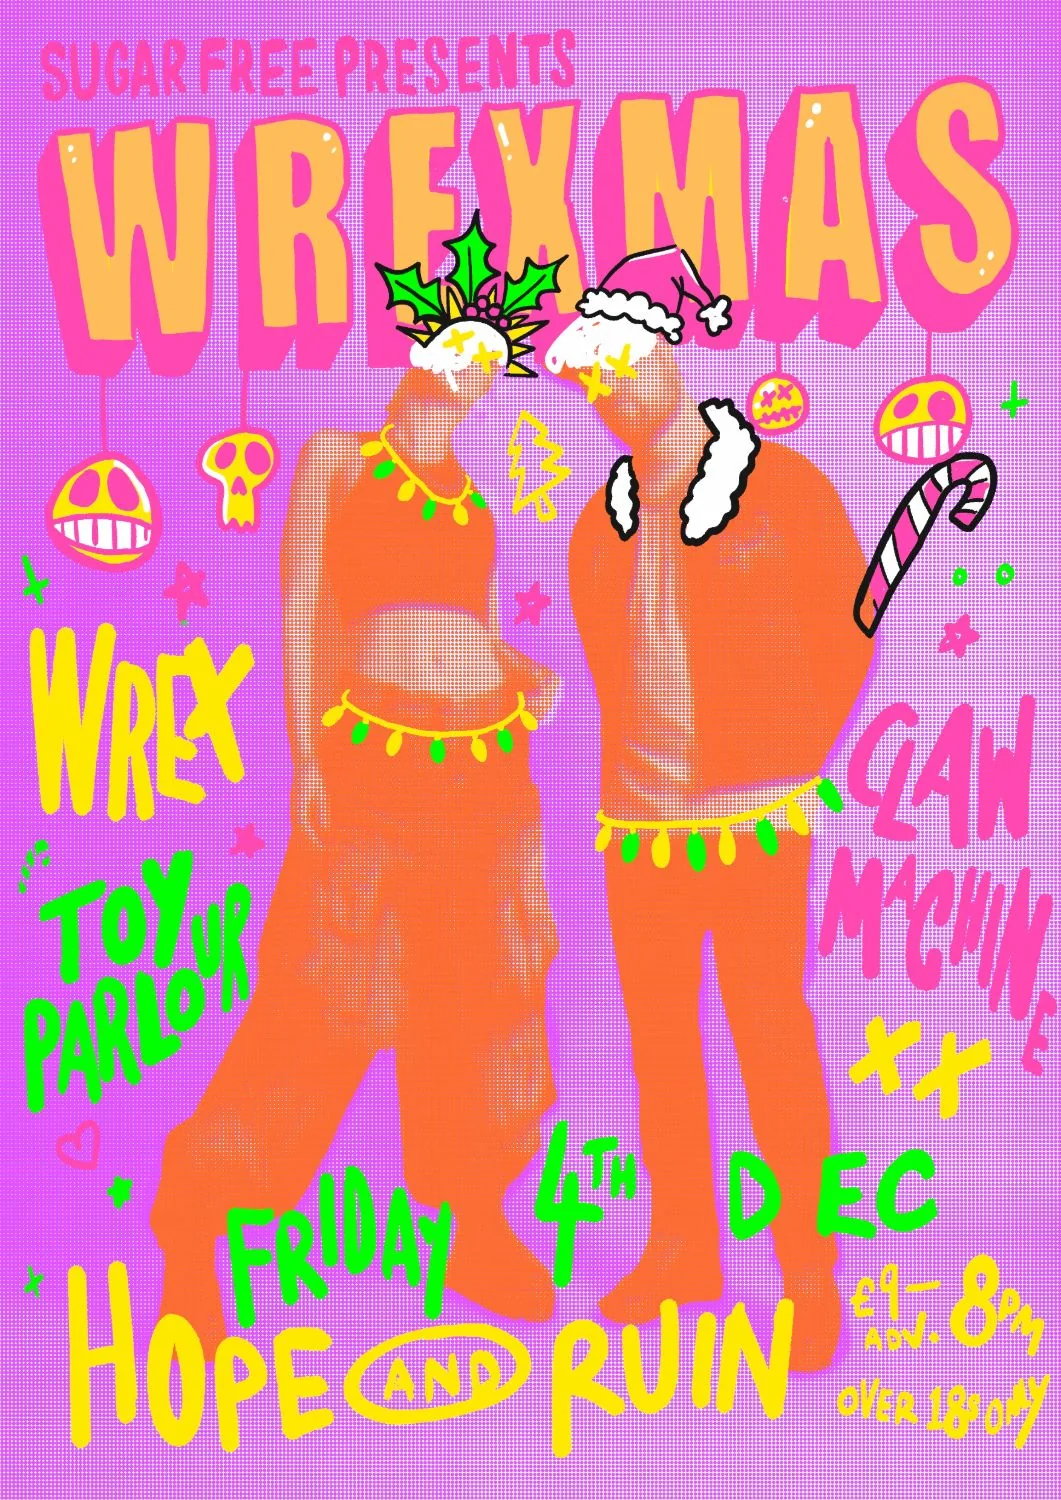 SUGAR FREE PRESENTS
WREXMAS
WREX
TOY
PARLOUR
CLAW
MACHINE
XX
FRIDAY 4TH DEC
HOPE AND RUIN
£9— 8PM
ADV.
OVER 18S ONLY